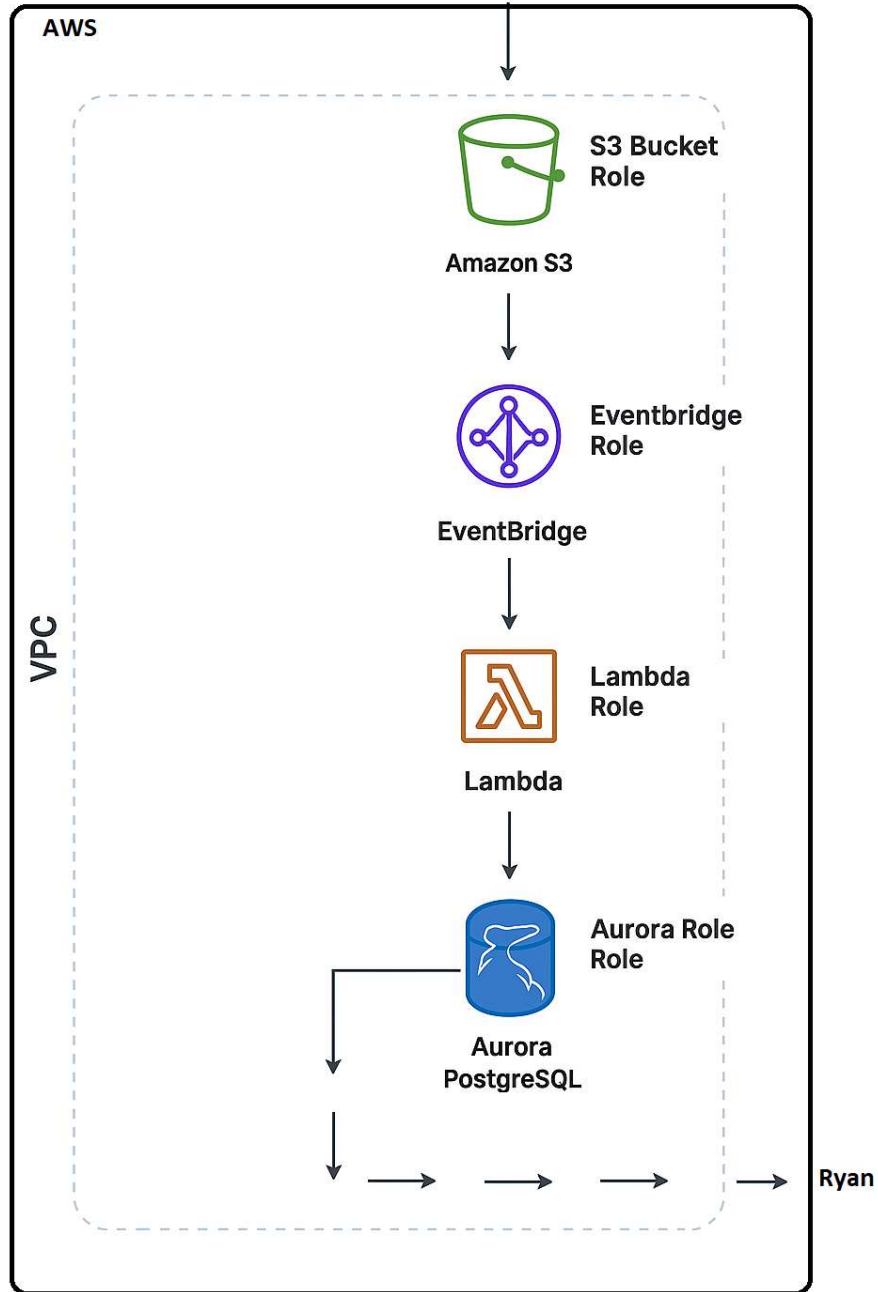 AWS
S3 Bucket
Role
Amazon S3
Eventbridge
Role
EventBridge
VPC
Lambda
Role
Lambda
Aurora Role
Role
Aurora
PostgreSQL
Ryan